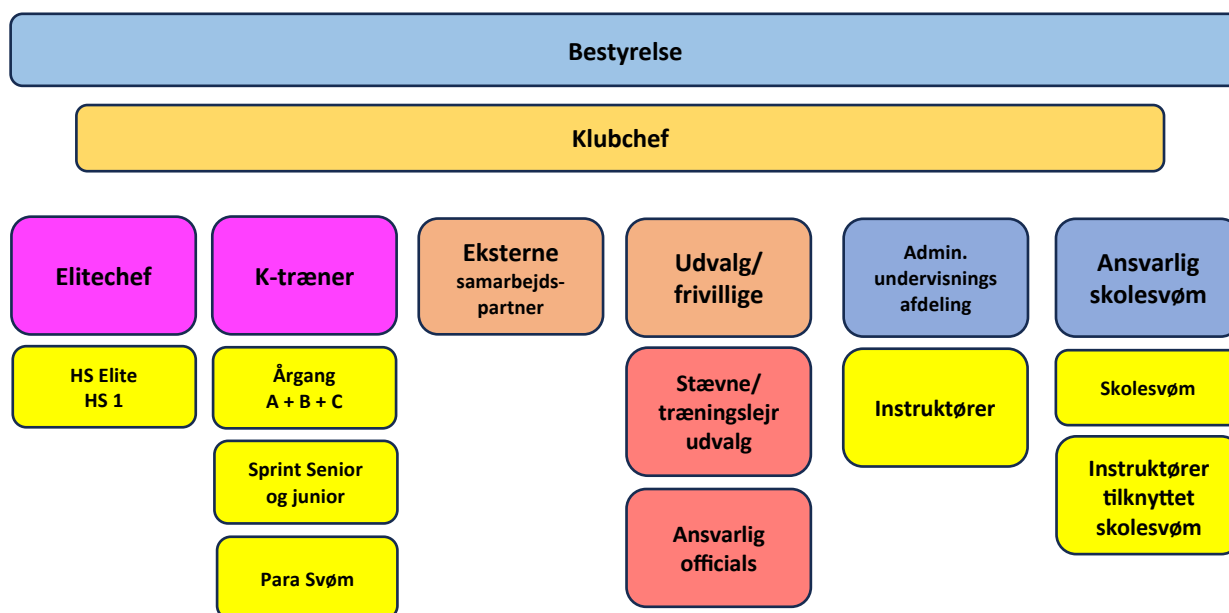 Bestyrelse
Klubchef
Elitechef
HS Elite
HS 1
K-træner
Årgang
A + B + C
Sprint Senior
og junior
Para Svøm
Eksterne
samarbejds-
partner
Udvalg/
frivillige
Stævne/
træningslejr
udvalg
Ansvarlig
officials
Admin.
undervisnings
afdeling
Instruktører
Ansvarlig
skolesvøm
Skolesvøm
Instruktører
tilknyttet
skolesvøm